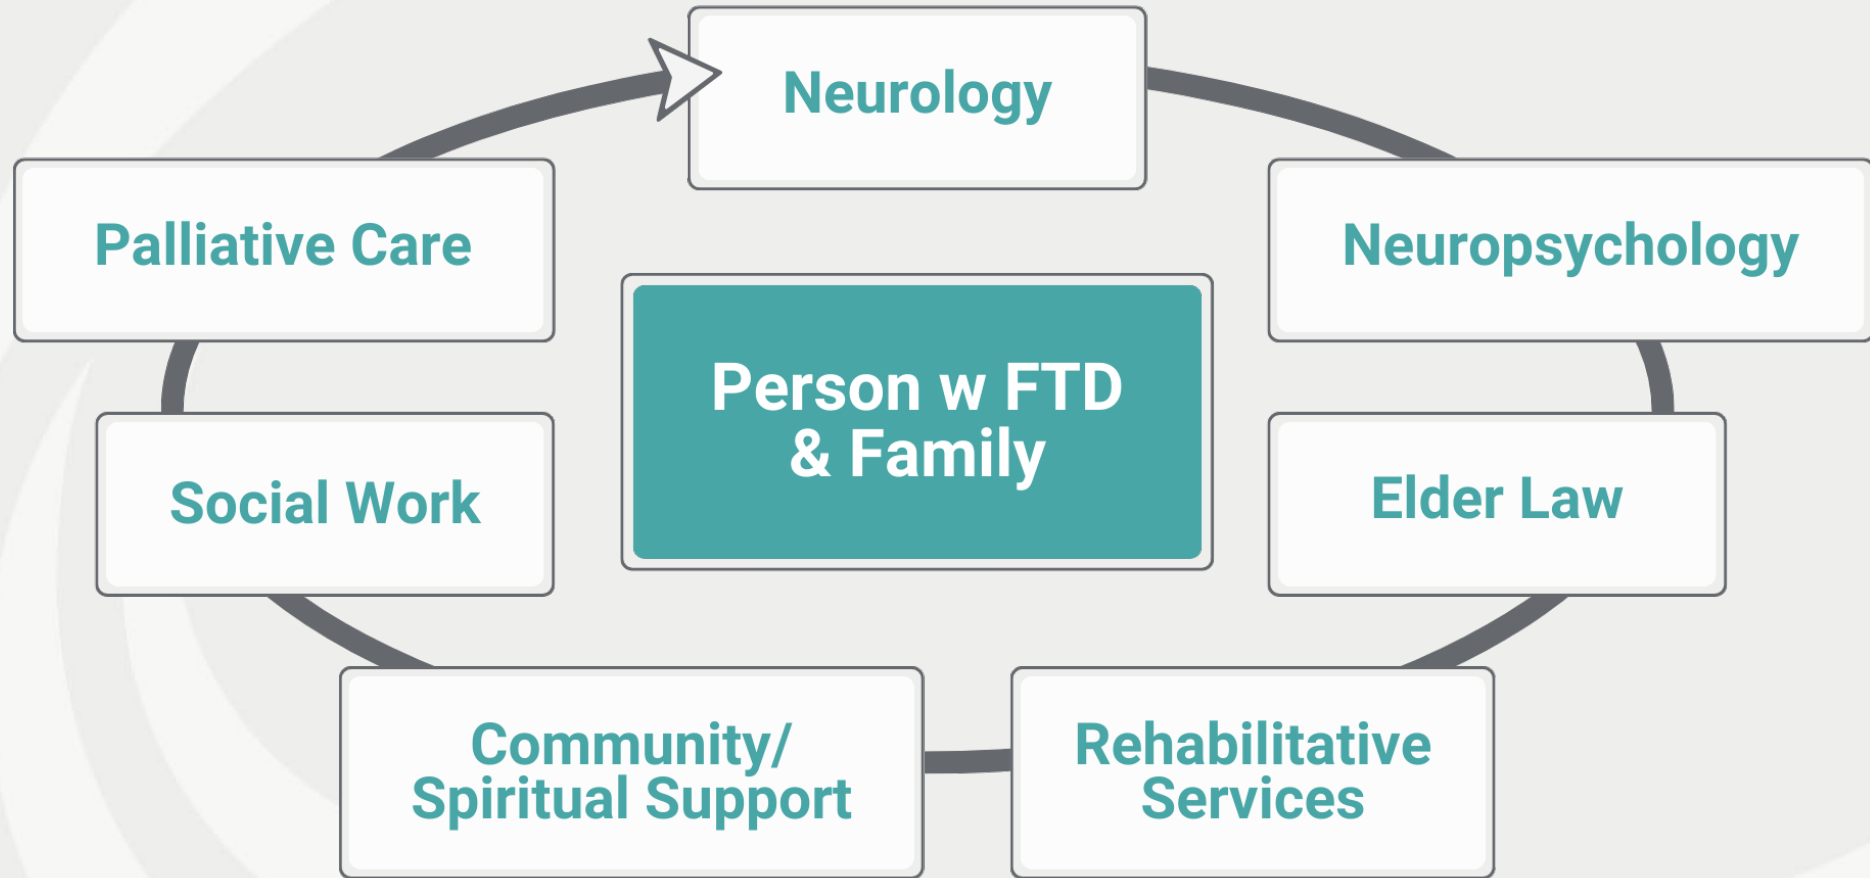 Neurology
Palliative Care
Neuropsychology
Person w FTD
& Family
Social Work
Elder Law
Community/
Spiritual Support
Rehabilitative
Services